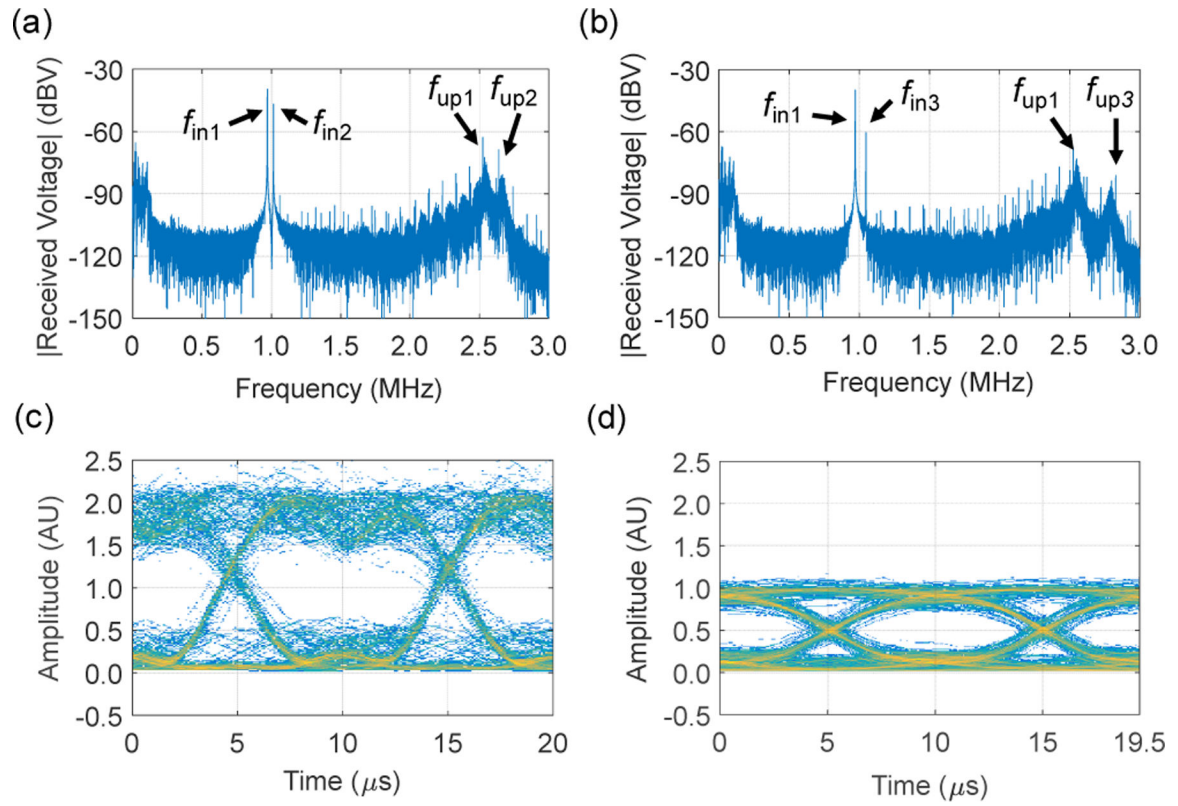 (a)
|Received Voltage| (dBV)
-30
-60
-90
-120
-150
fin1
fin2
fup1
fup2
0 0.5 1.0 1.5 2.0 2.5 3.0
Frequency (MHz)
(b)
|Received Voltage| (dBV)
-30
-60
-90
-120
-150
fin1
fin3
fup1
fup3
0 0.5 1.0 1.5 2.0 2.5 3.0
Frequency (MHz)
(c)
Amplitude (AU)
2.5
2.0
1.5
1.0
0.5
0.0
-0.5
0 5 10 15 20
Time (μs)
(d)
Amplitude (AU)
2.5
2.0
1.5
1.0
0.5
0.0
-0.5
0 5 10 15 19.5
Time (μs)